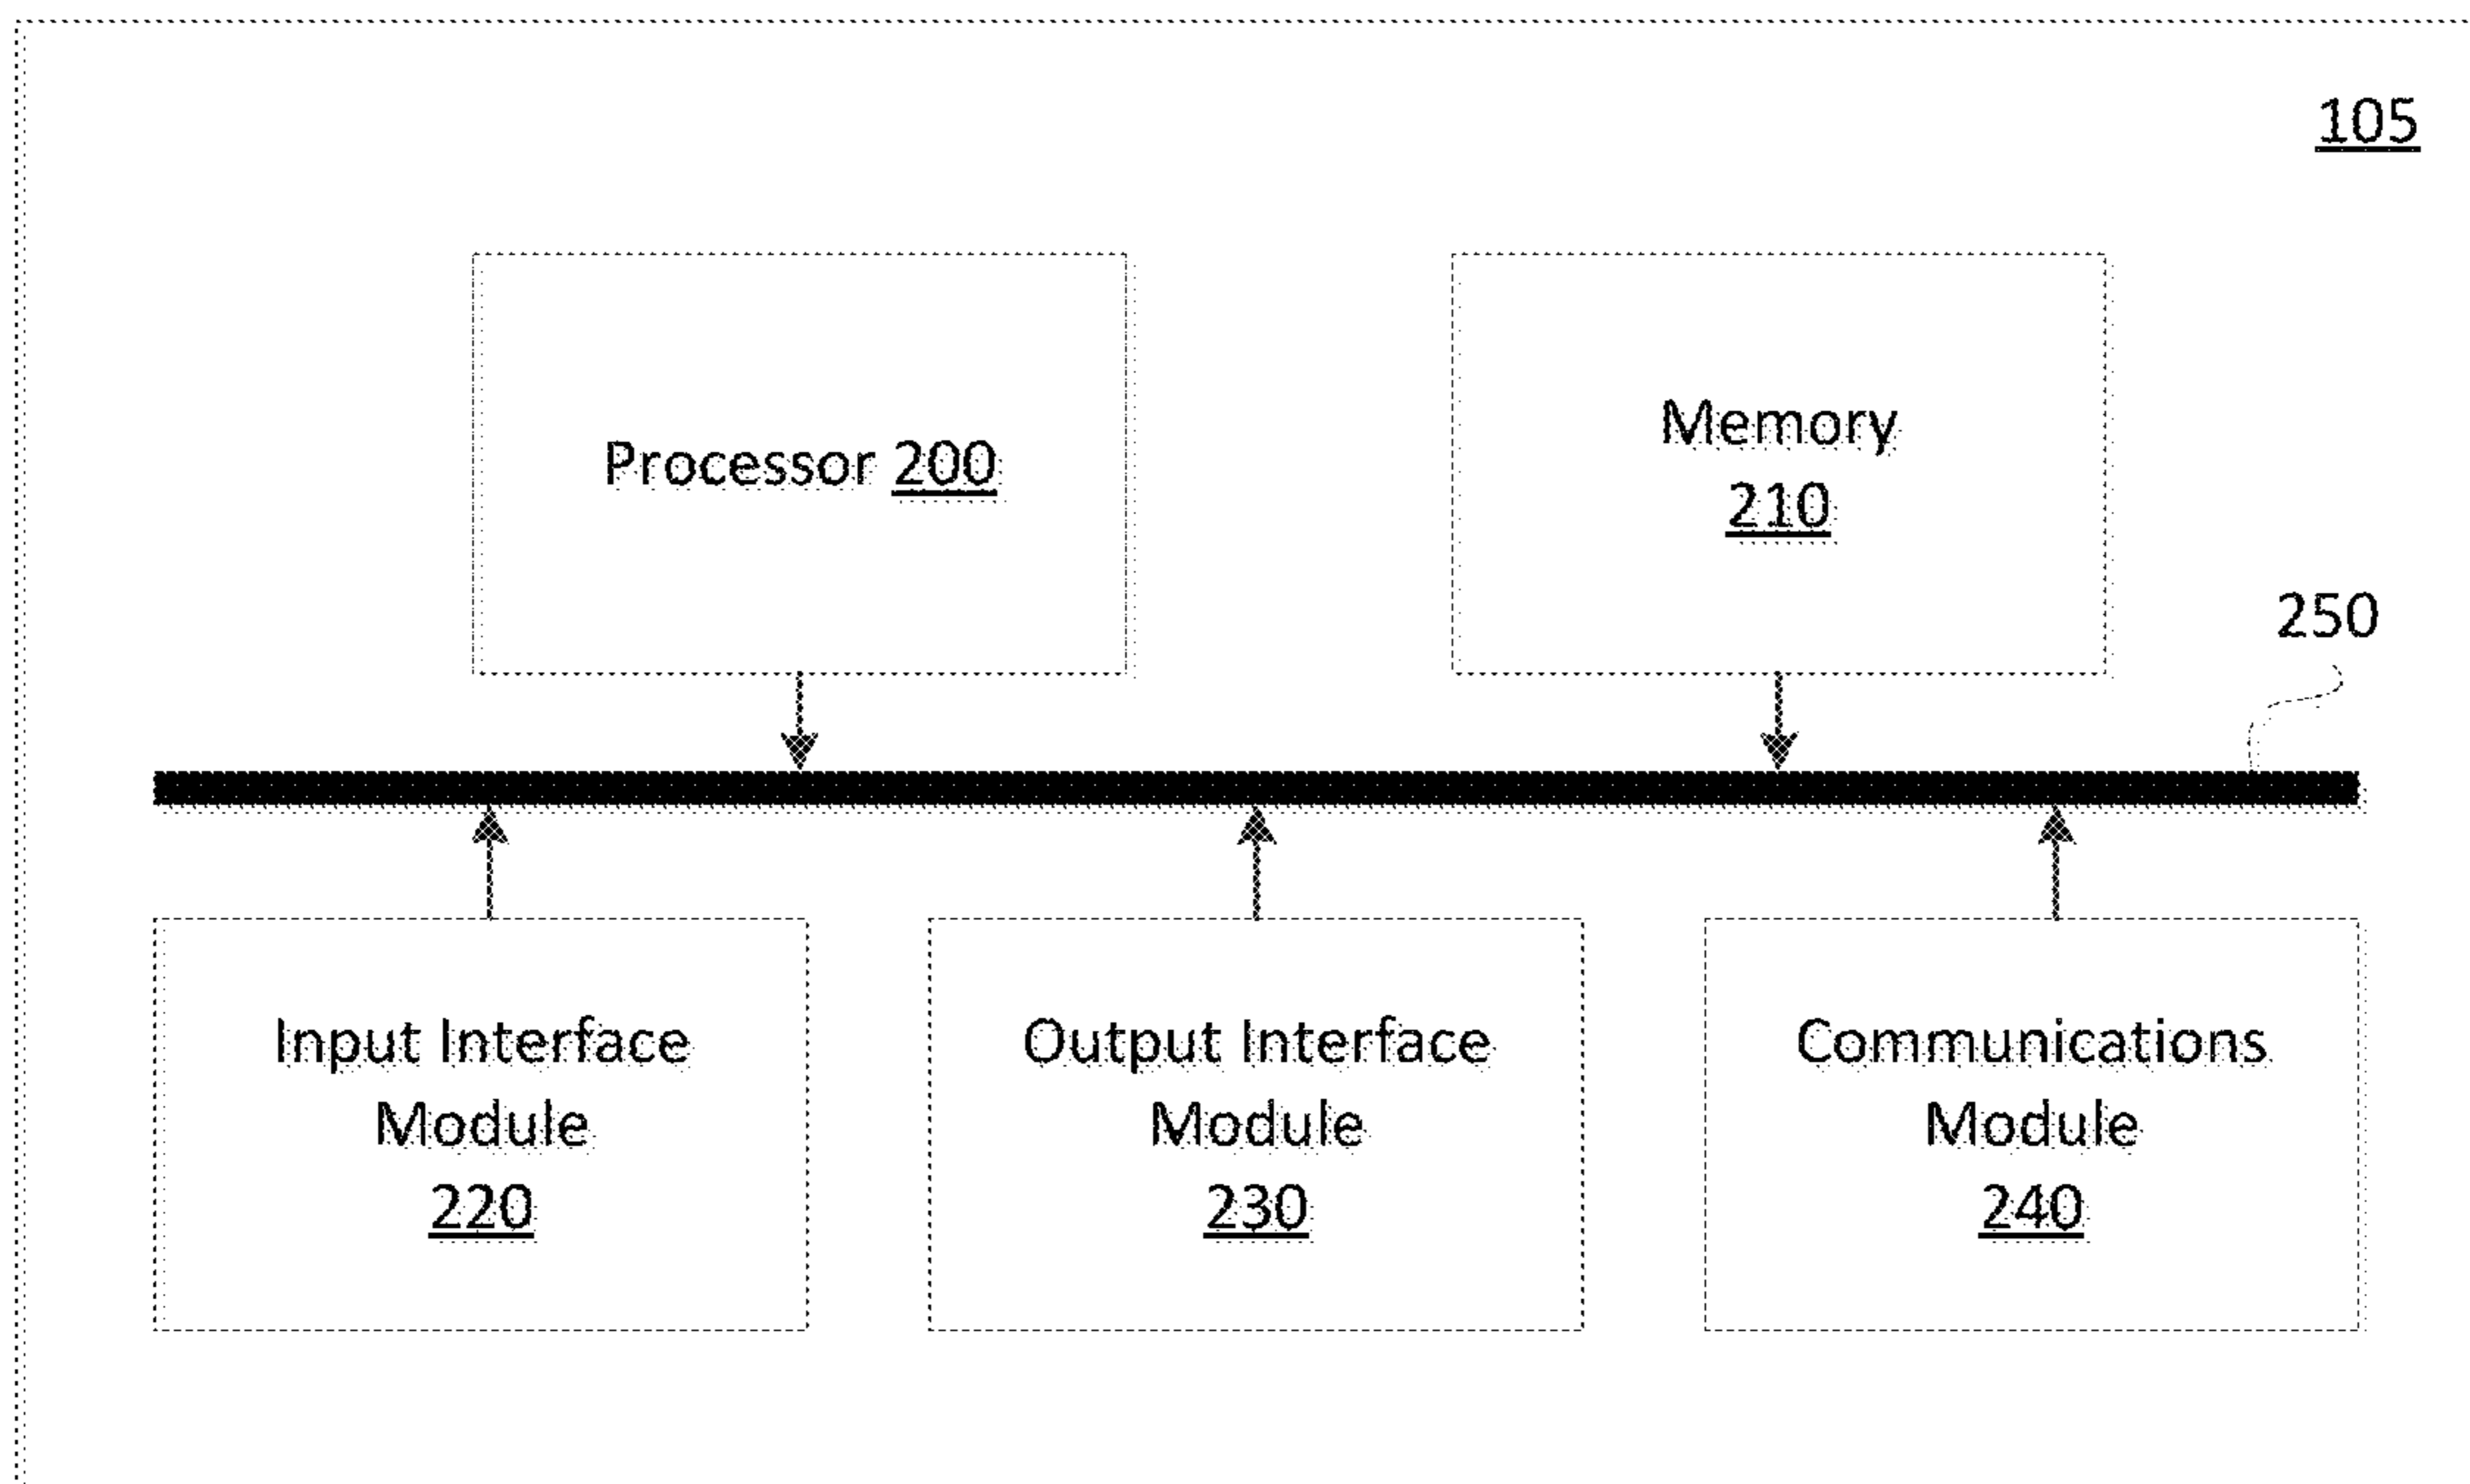 105
Processor 200
Memory
210
250
Input Interface
Module
220
Output Interface
Module
230
Communications
Module
240